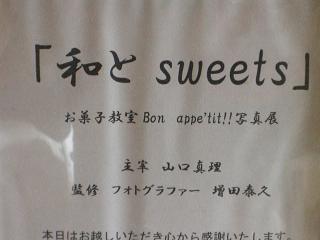 「和と sweets」
お菓子教室 Bon appe'tit!! 写真展
主宰 山口真理
監修 フォトグラファー 増田泰久
本日はお越しいただき心から感謝いたします。